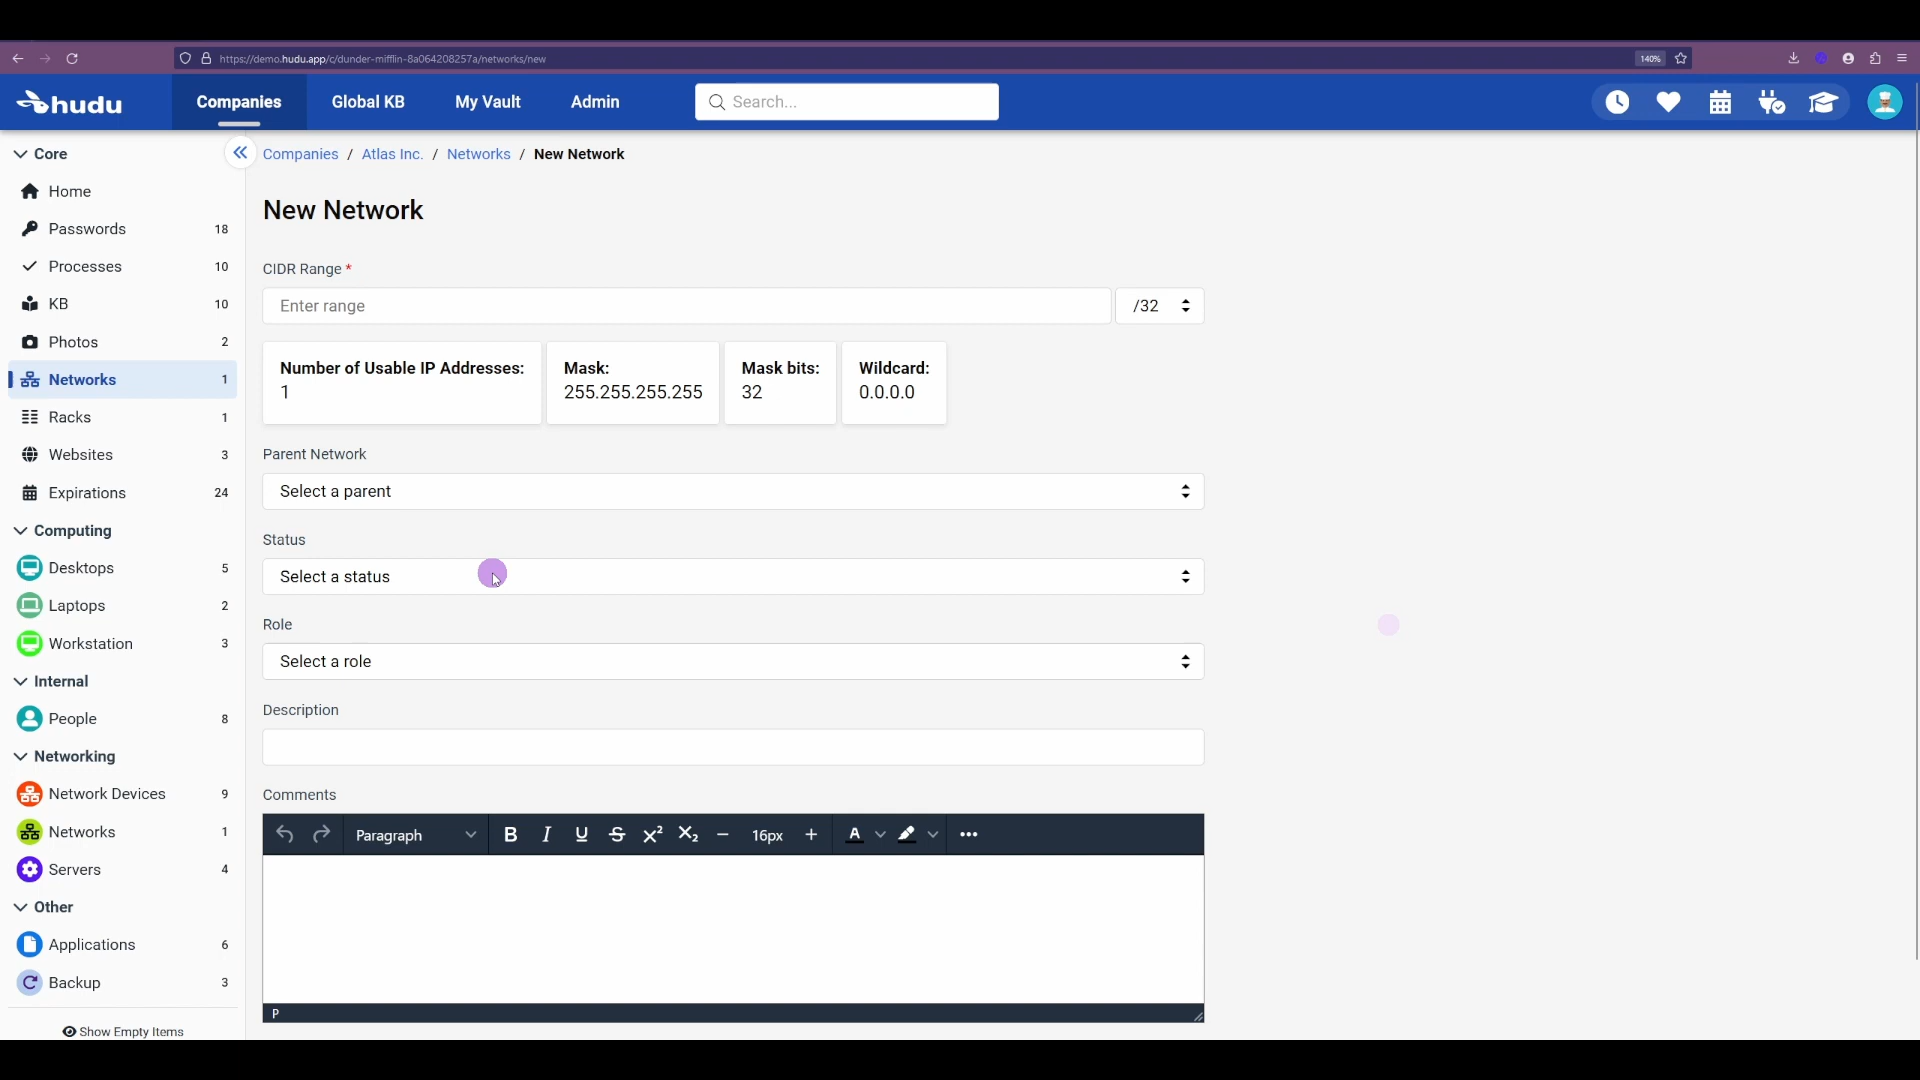 https://demo.hudu.app/c/dunder-mifflin-8a064208257a/networks/new
140%
hudu
Companies
Global KB
My Vault
Admin
Search...
Core
Home
Passwords 18
Processes 10
KB 10
Photos 2
Networks 1
Racks 1
Websites 3
Expirations 24
Computing
Desktops 5
Laptops 2
Workstation 3
Internal
People 8
Networking
Network Devices 9
Networks 1
Servers 4
Other
Applications 6
Backup 3
Show Empty Items
Companies / Atlas Inc. / Networks / New Network
New Network
CIDR Range *
Enter range
/32
Number of Usable IP Addresses:
1
Mask:
255.255.255.255
Mask bits:
32
Wildcard:
0.0.0.0
Parent Network
Select a parent
Status
Select a status
Role
Select a role
Description
Comments
Paragraph B I U S X² X₂ − 16px + A •••
P